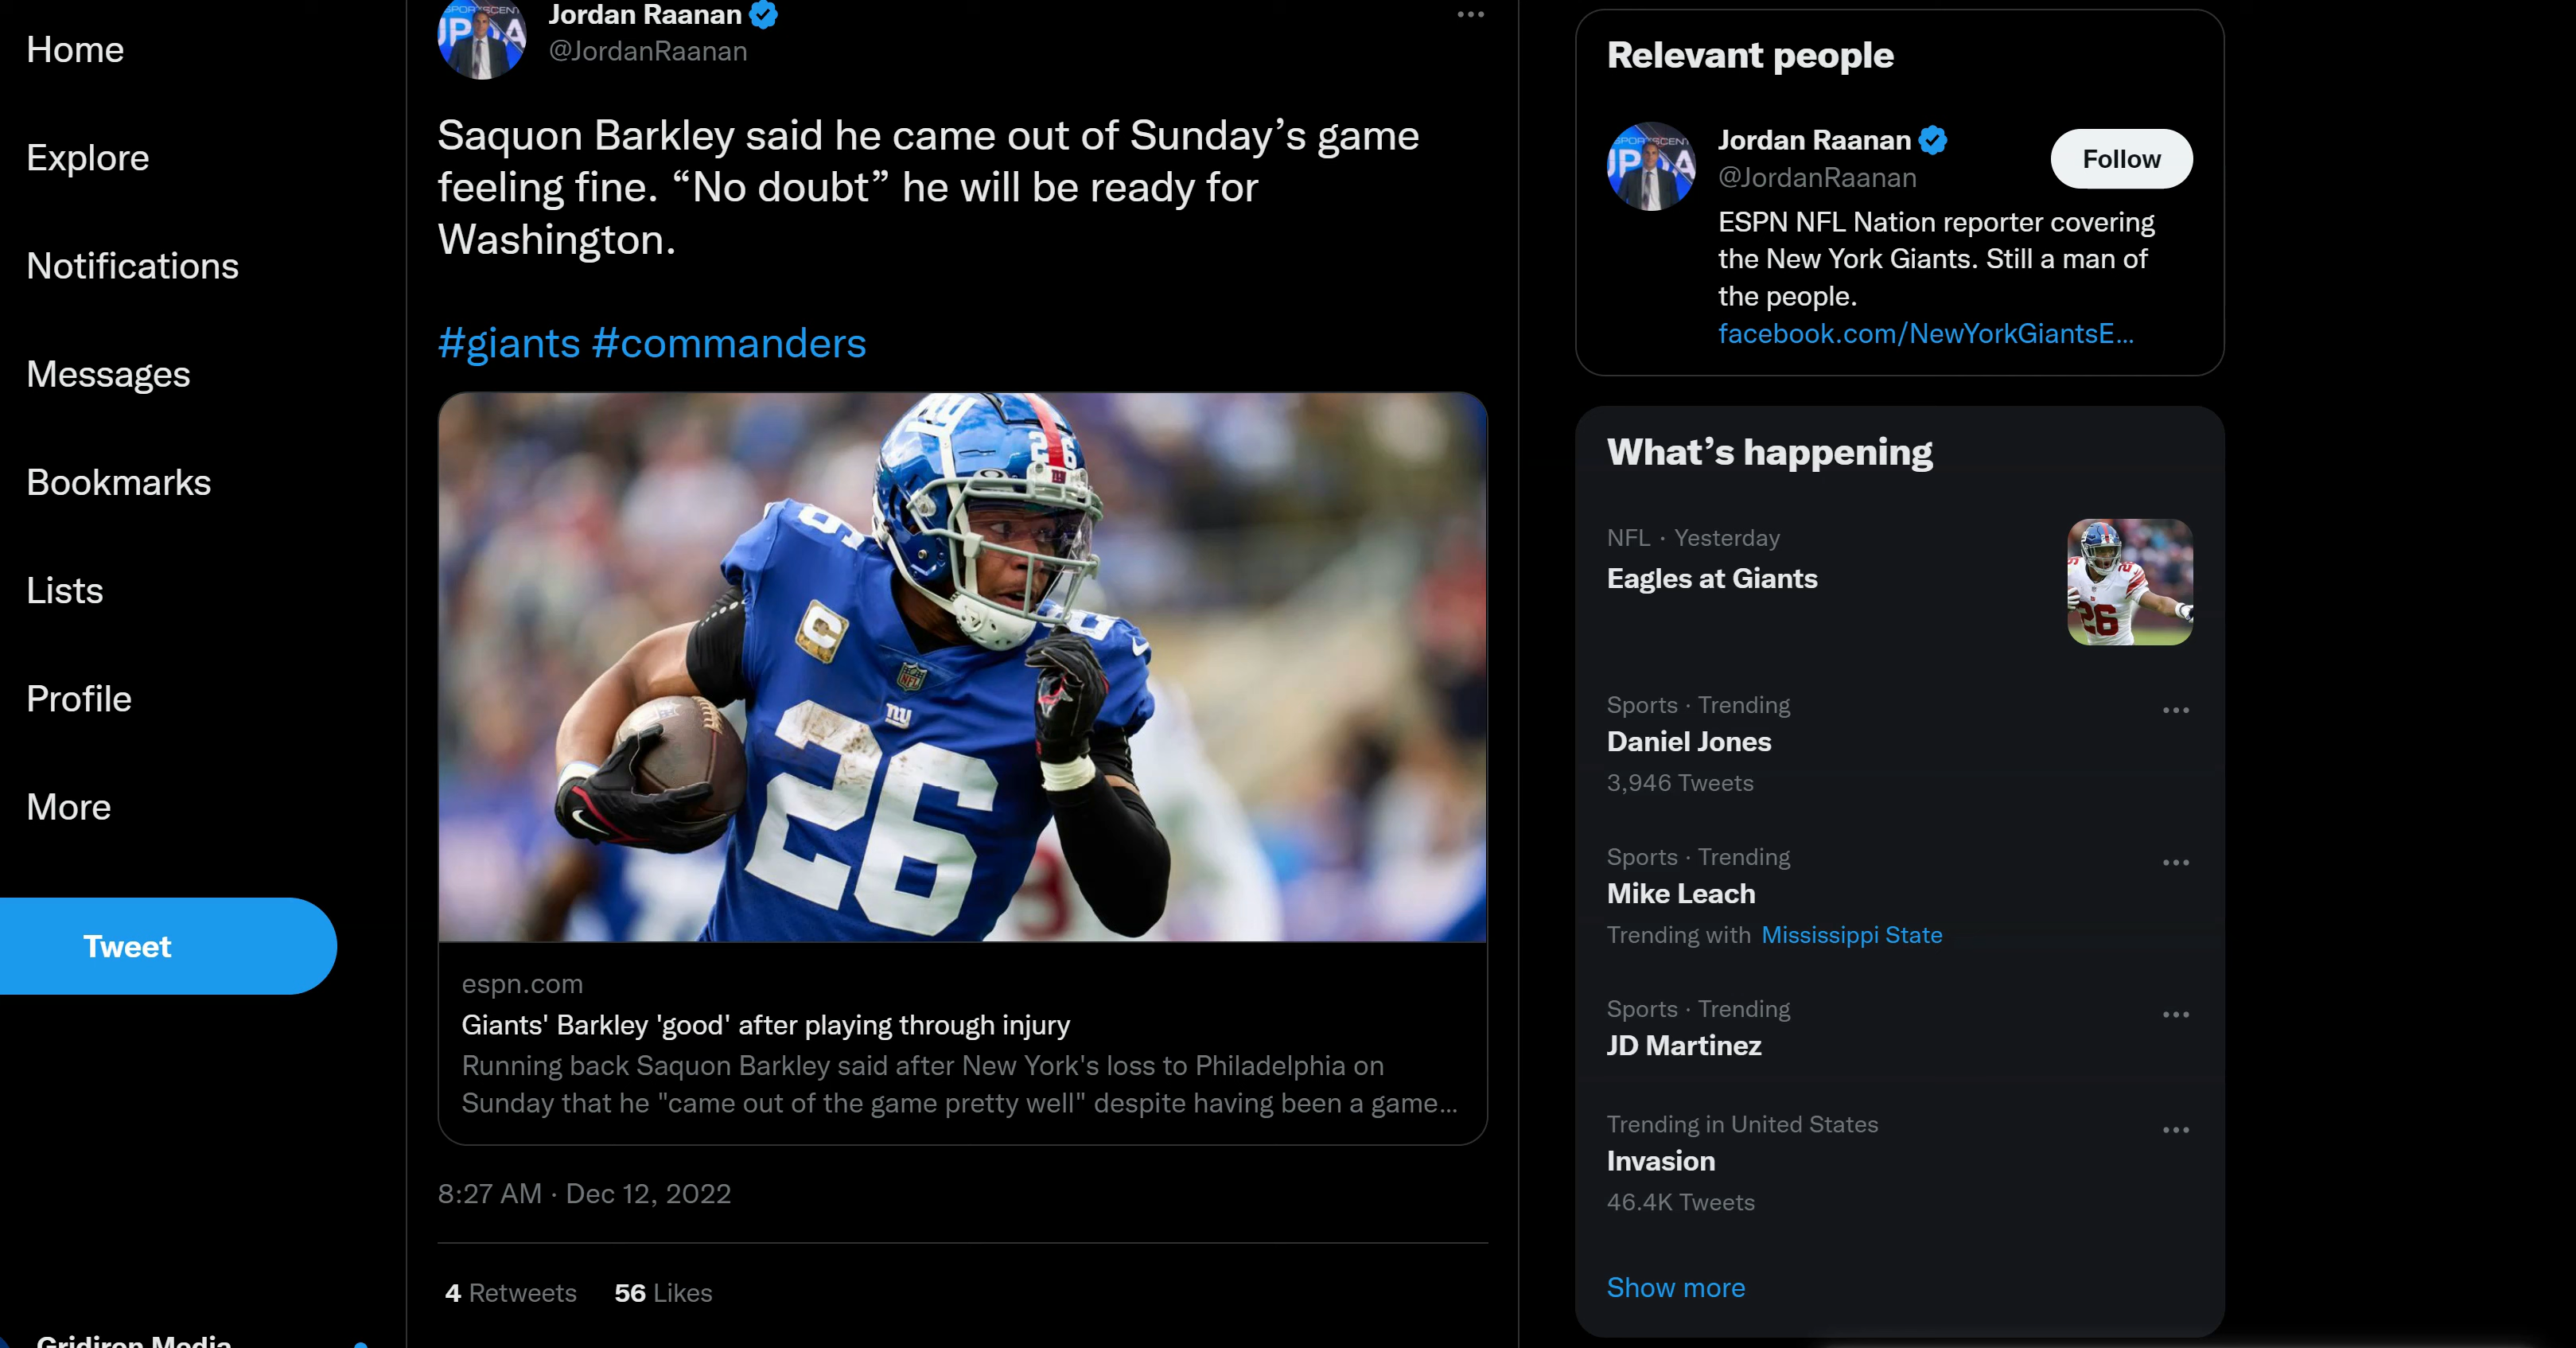 Home
Explore
Notifications
Messages
Bookmarks
Lists
Profile
More
Tweet
Gridiron Media
Jordan Raanan
@JordanRaanan
Saquon Barkley said he came out of Sunday’s game
feeling fine. “No doubt” he will be ready for
Washington.
#giants #commanders
ny
26
C
NFL
ny
26
espn.com
Giants' Barkley 'good' after playing through injury
Running back Saquon Barkley said after New York's loss to Philadelphia on
Sunday that he "came out of the game pretty well" despite having been a game...
8:27 AM · Dec 12, 2022
4 Retweets 56 Likes
Relevant people
Jordan Raanan
@JordanRaanan
Follow
ESPN NFL Nation reporter covering
the New York Giants. Still a man of
the people.
facebook.com/NewYorkGiantsE...
What’s happening
NFL · Yesterday
Eagles at Giants
26
Sports · Trending
Daniel Jones
3,946 Tweets
Sports · Trending
Mike Leach
Trending with Mississippi State
Sports · Trending
JD Martinez
Trending in United States
Invasion
46.4K Tweets
Show more